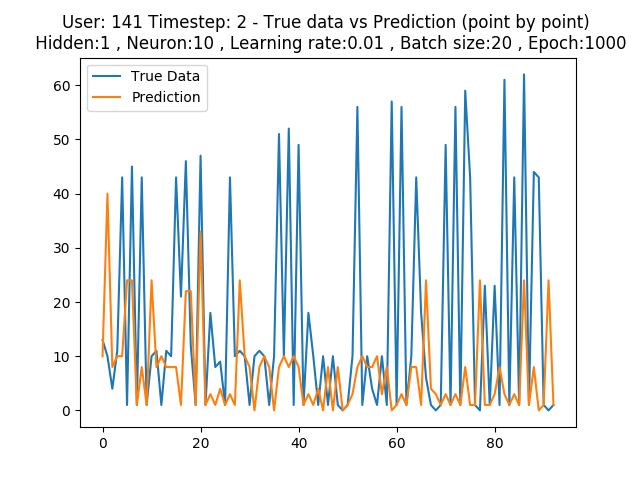 User: 141 Timestep: 2 - True data vs Prediction (point by point)
Hidden:1 , Neuron:10 , Learning rate:0.01 , Batch size:20 , Epoch:1000
True Data
Prediction
60
50
40
30
20
10
0
0 20 40 60 80